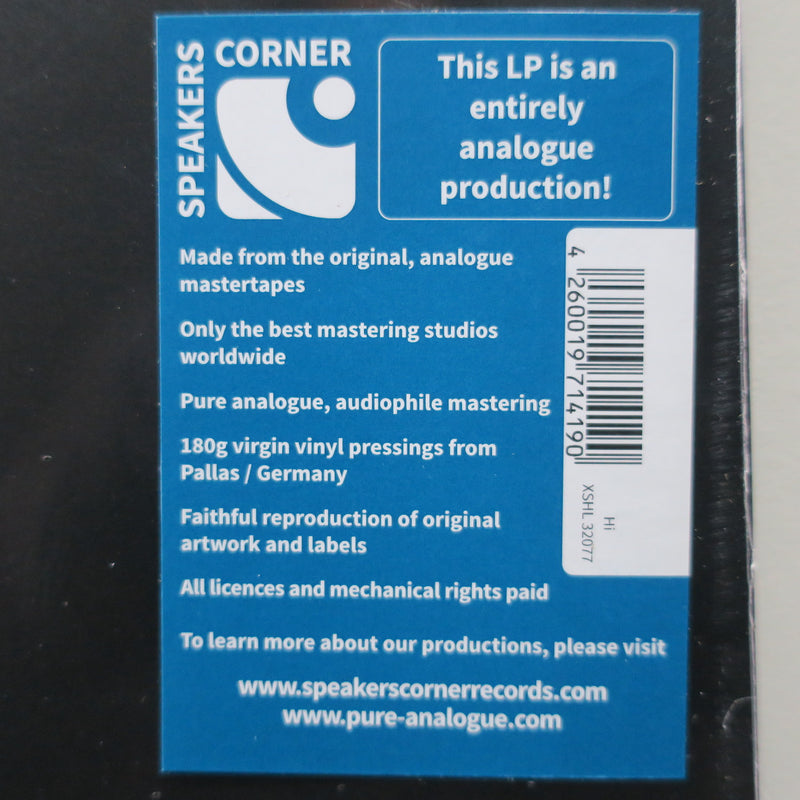 SPEAKERS
CORNER
This LP is an
entirely
analogue
production!
Made from the original, analogue
mastertapes
Only the best mastering studios
worldwide
Pure analogue, audiophile mastering
180g virgin vinyl pressings from
Pallas / Germany
Faithful reproduction of original
artwork and labels
All licences and mechanical rights paid
To learn more about our productions, please visit
www.speakerscornerrecords.com
www.pure-analogue.com
4 260019 714190
Hi
XSHL 32077